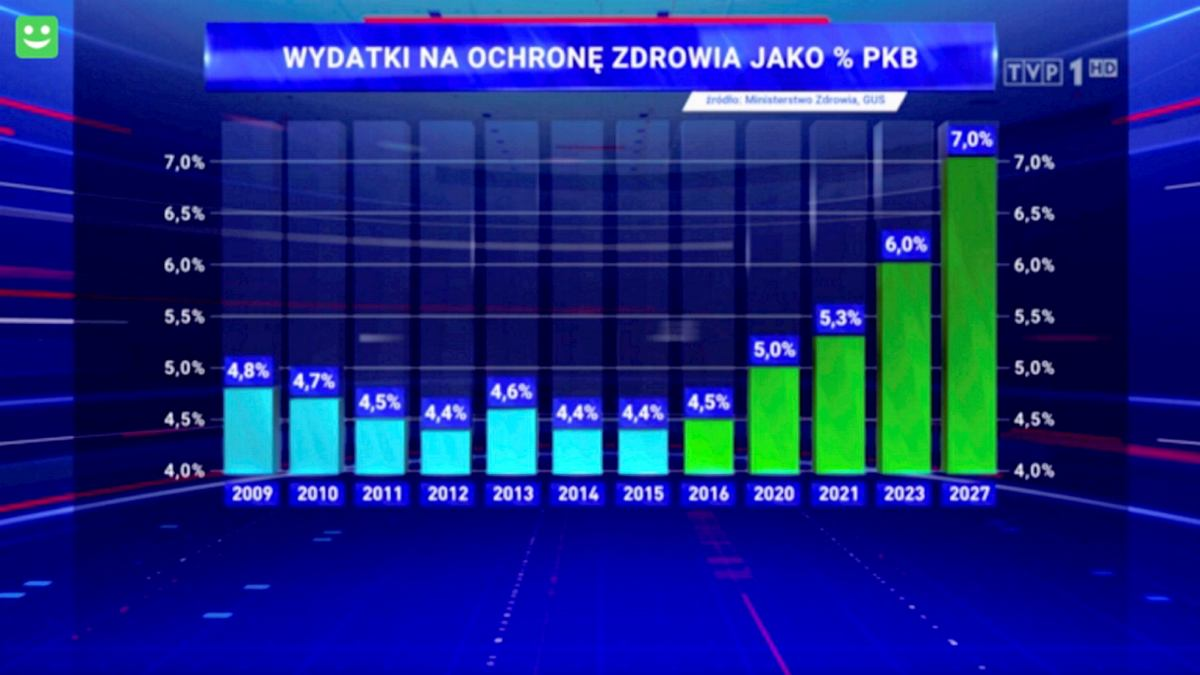 WYDATKI NA OCHRONĘ ZDROWIA JAKO % PKB
TVP 1 HD
źródło: Ministerstwo Zdrowia, GUS
7,0% 7,0% 7,0%
6,5% 6,5%
6,0% 6,0% 6,0%
5,5% 5,3% 5,5%
5,0% 4,8% 4,7% 4,5% 4,4% 4,6% 4,4% 4,4% 4,5% 5,0% 5,0%
4,5% 4,5%
4,0% 4,0%
2009 2010 2011 2012 2013 2014 2015 2016 2020 2021 2023 2027